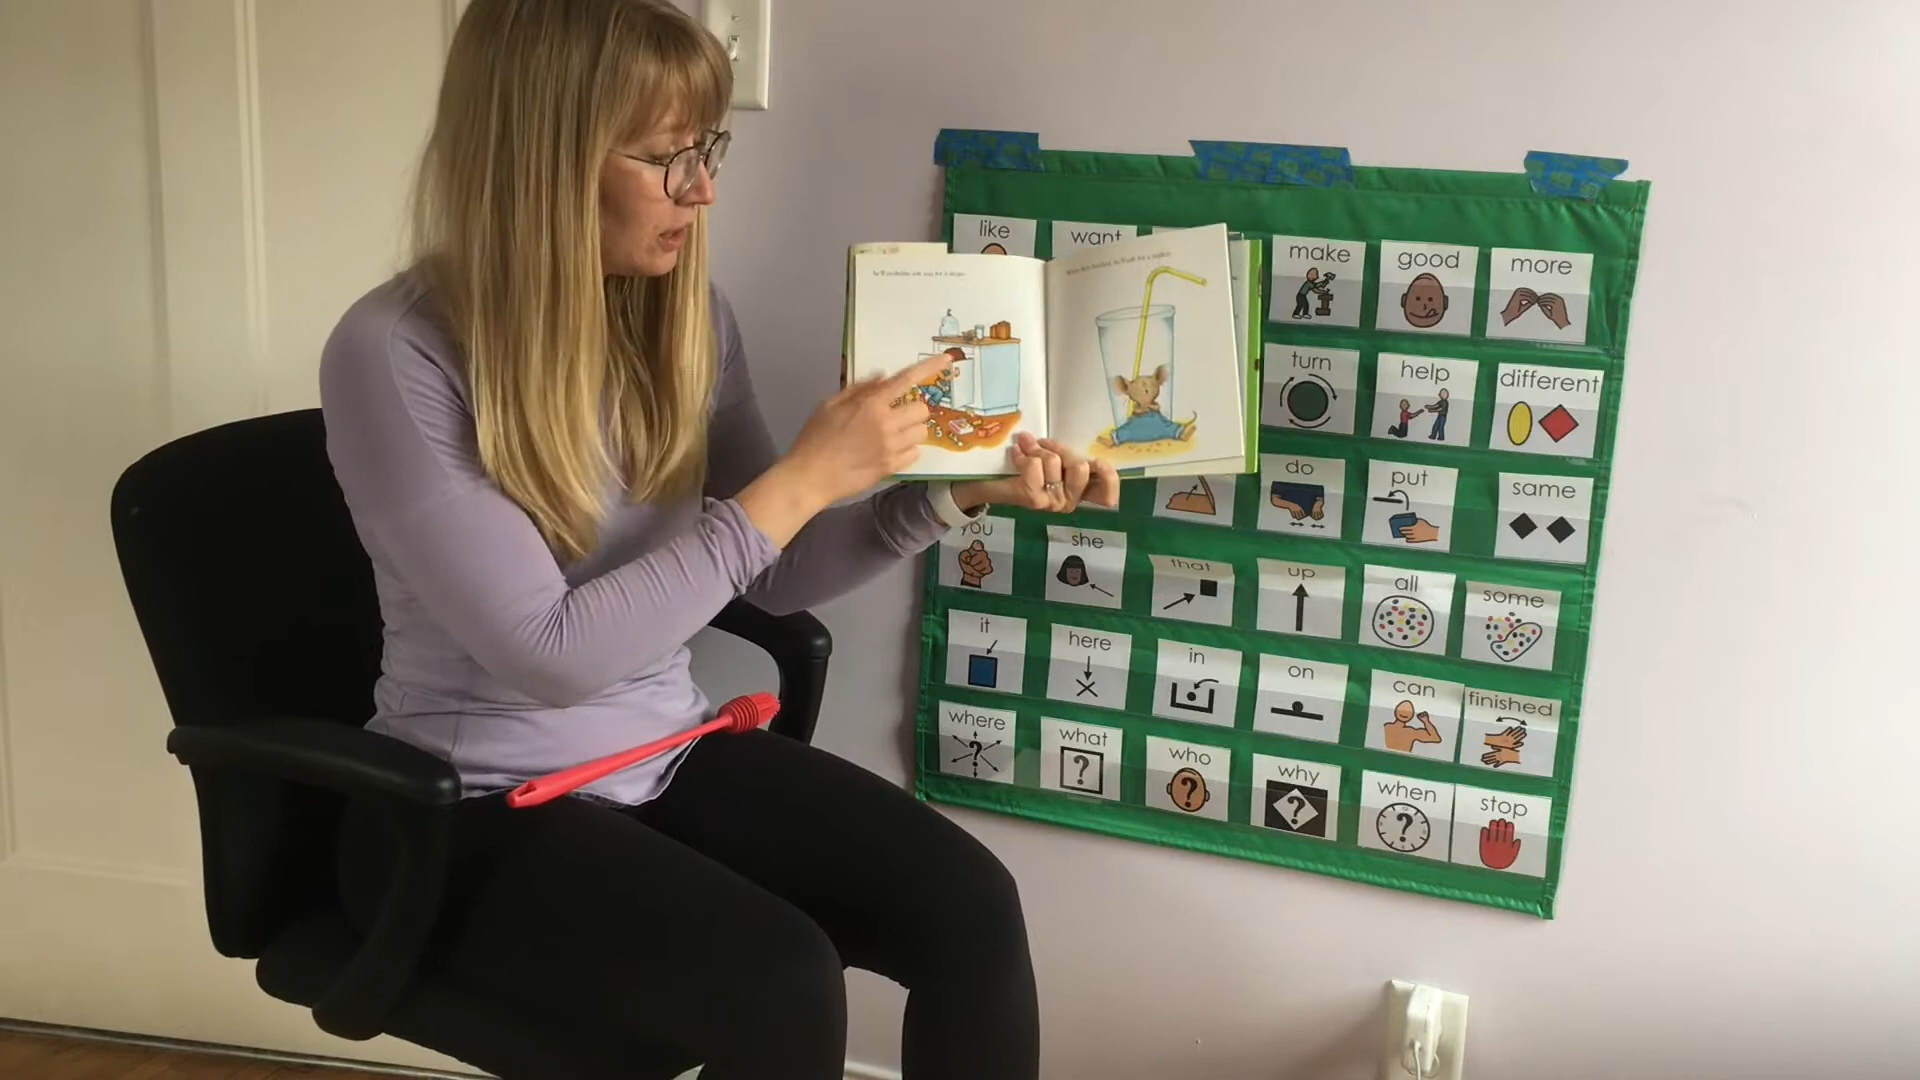 like
want
make
good
more
turn
help
different
do
put
same
you
she
that
up
all
some
it
here
in
on
can
finished
where
what
who
why
when
stop